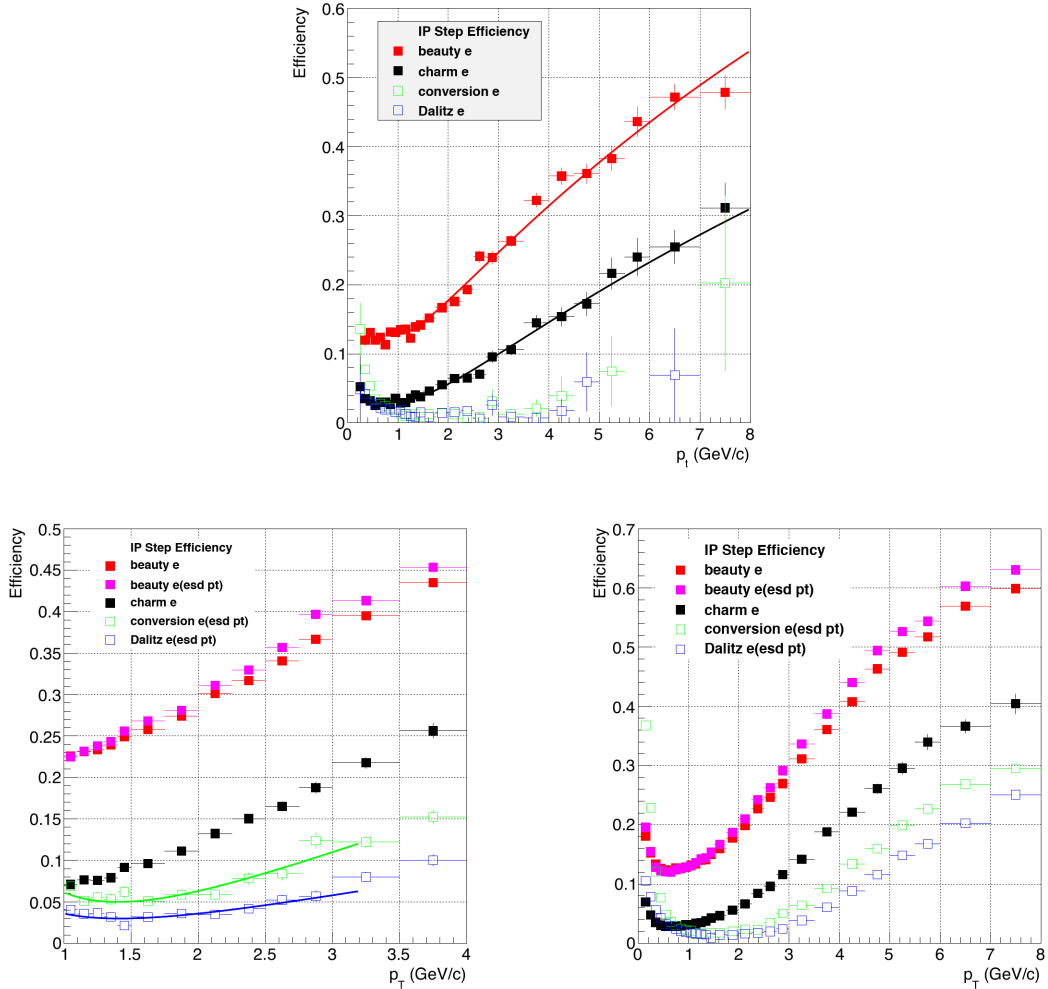 Efficiency
0.6
0.5
0.4
0.3
0.2
0.1
0
IP Step Efficiency
beauty e
charm e
conversion e
Dalitz e
0 1 2 3 4 5 6 7 8
p_t (GeV/c)
Efficiency
0.5
0.45
0.4
0.35
0.3
0.25
0.2
0.15
0.1
0.05
0
IP Step Efficiency
beauty e
beauty e(esd pt)
charm e
conversion e(esd pt)
Dalitz e(esd pt)
1 1.5 2 2.5 3 3.5 4
p_T (GeV/c)
Efficiency
0.7
0.6
0.5
0.4
0.3
0.2
0.1
0
IP Step Efficiency
beauty e
beauty e(esd pt)
charm e
conversion e(esd pt)
Dalitz e(esd pt)
0 1 2 3 4 5 6 7 8
p_T (GeV/c)